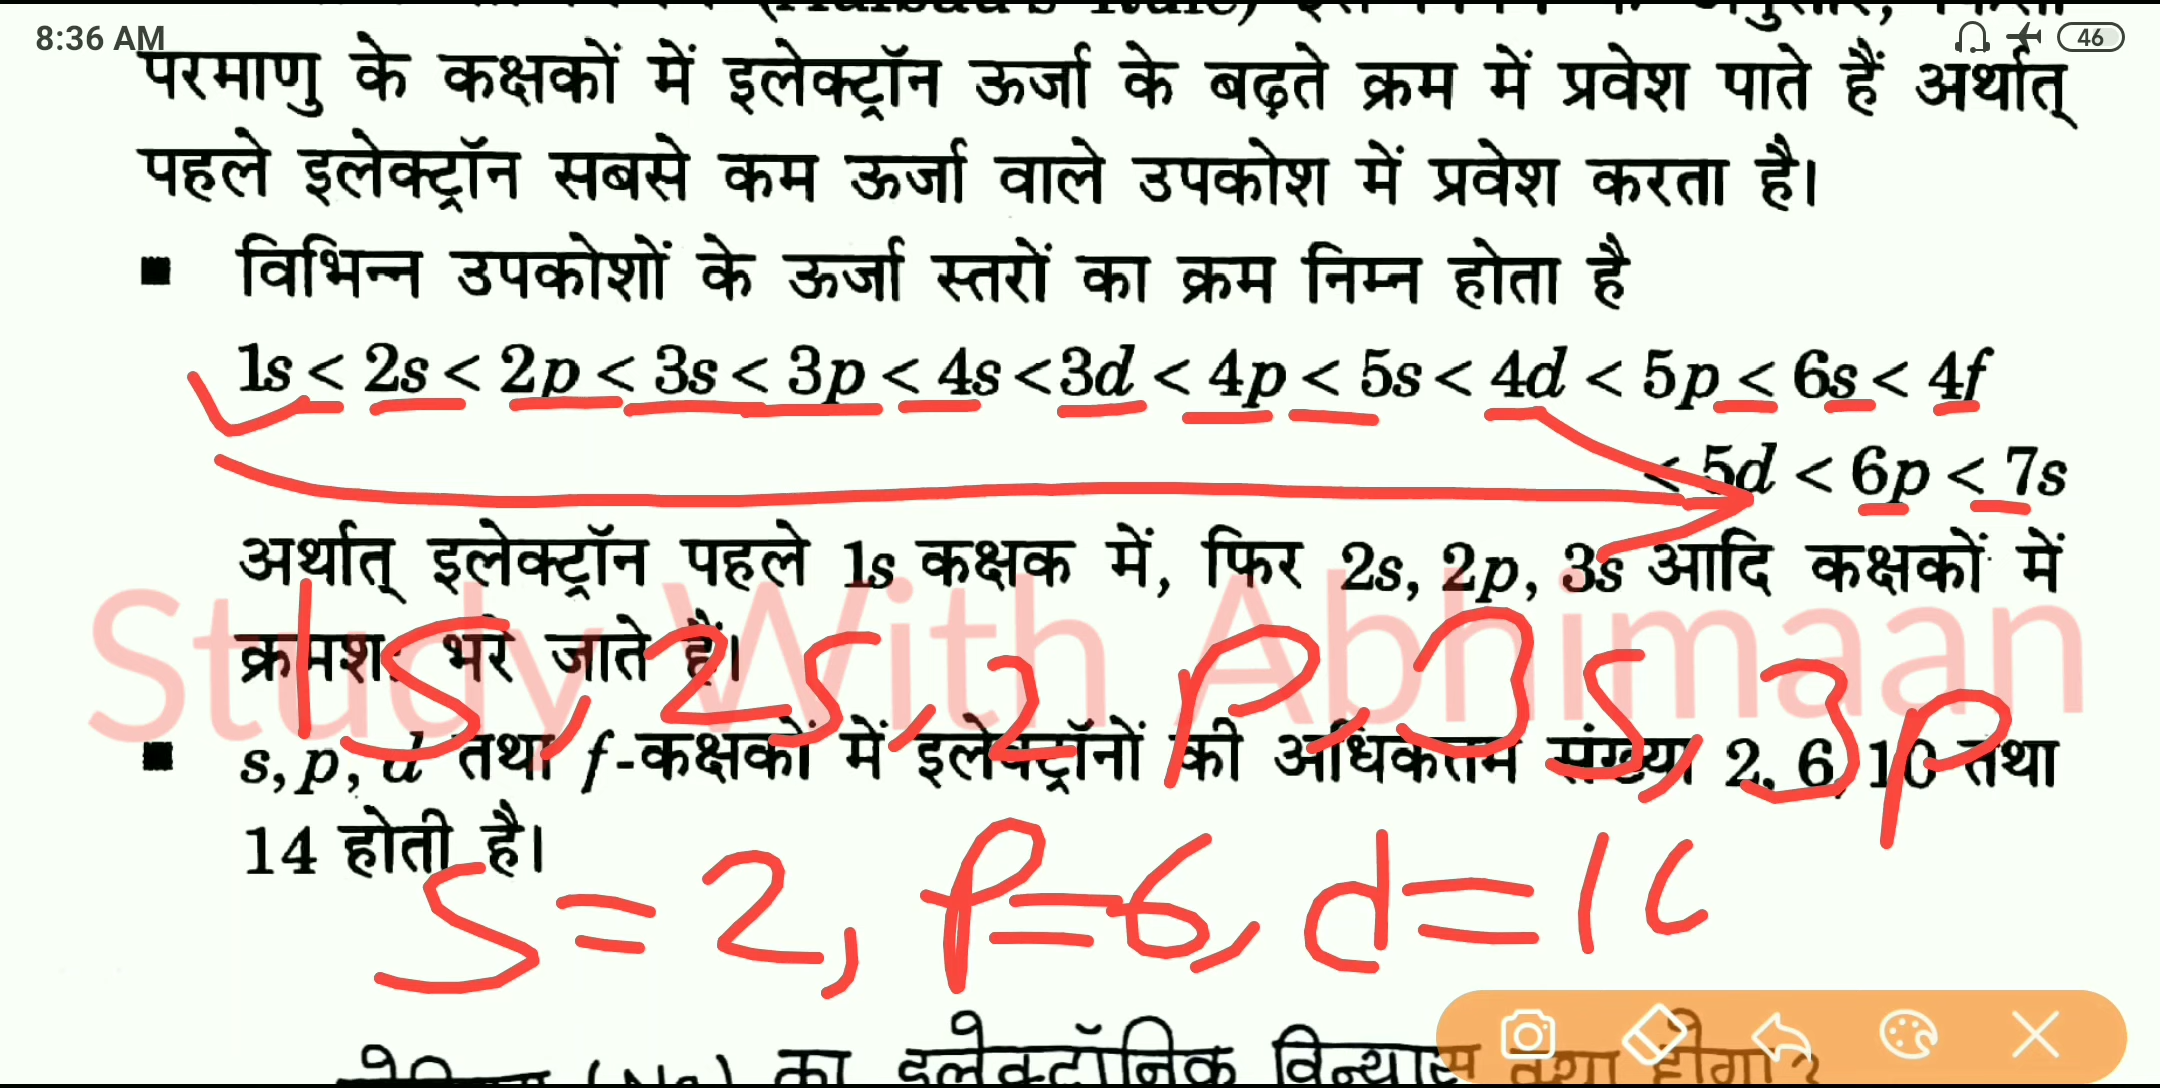 8:36 AM
46
परमाणु के कक्षकों में इलेक्ट्रॉन ऊर्जा के बढ़ते क्रम में प्रवेश पाते हैं अर्थात्
पहले इलेक्ट्रॉन सबसे कम ऊर्जा वाले उपकोश में प्रवेश करता है।
■ विभिन्न उपकोशों के ऊर्जा स्तरों का क्रम निम्न होता है
1s < 2s < 2p < 3s < 3p < 4s < 3d < 4p < 5s < 4d < 5p < 6s < 4f
< 5d < 6p < 7s
अर्थात् इलेक्ट्रॉन पहले 1s कक्षक में, फिर 2s, 2p, 3s आदि कक्षकों में
क्रमशः भरे जाते हैं।
Study With Abhimaan
1s, 2s, 2p, 3s, 3p
■ s, p, d तथा f-कक्षकों में इलेक्ट्रॉनों की अधिकतम संख्या 2, 6, 10 तथा
14 होती है।
s=2, p=6, d=1
का इलेक्ट्रॉनिक विन्यास क्या होगा?